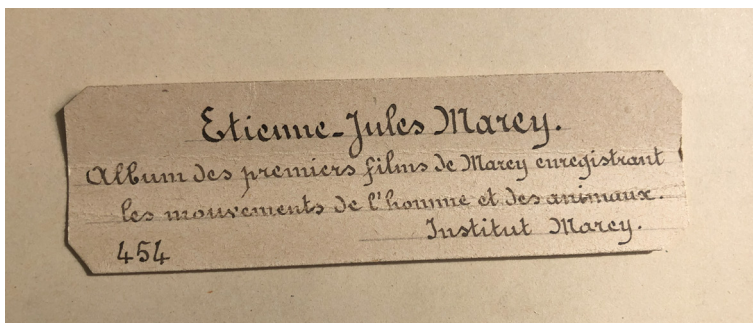 Etienne-Jules Marey.
Album des premiers films de Marey enregistrant
les mouvements de l'homme et des animaux.
Institut Marey.
454